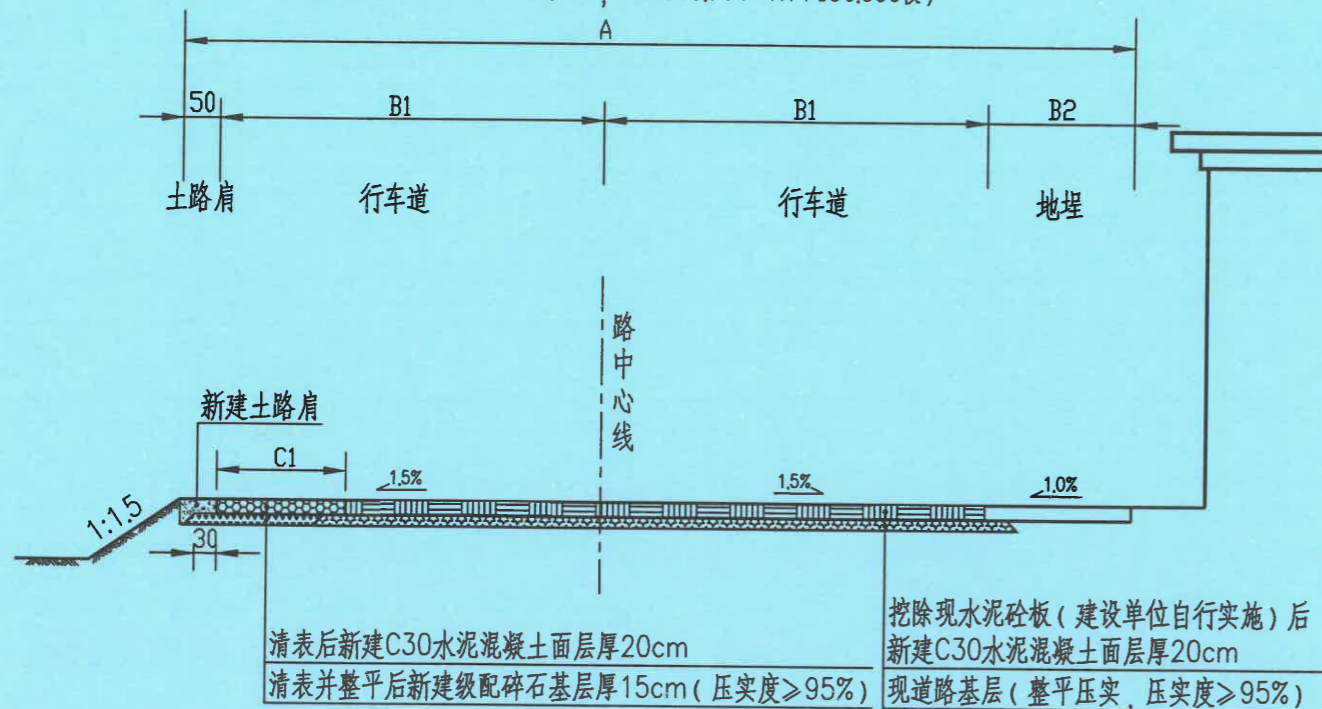 A
50 B1 B1 B2
土路肩 行车道 行车道 地埕
路中心线
新建土路肩
C1
1.5% 1.5% 1.0%
1:1.5
30
清表后新建C30水泥混凝土面层厚20cm
清表并整平后新建级配碎石基层厚15cm(压实度≥95%)
挖除现水泥砼板(建设单位自行实施)后
新建C30水泥混凝土面层厚20cm
现道路基层(整平压实,压实度≥95%)